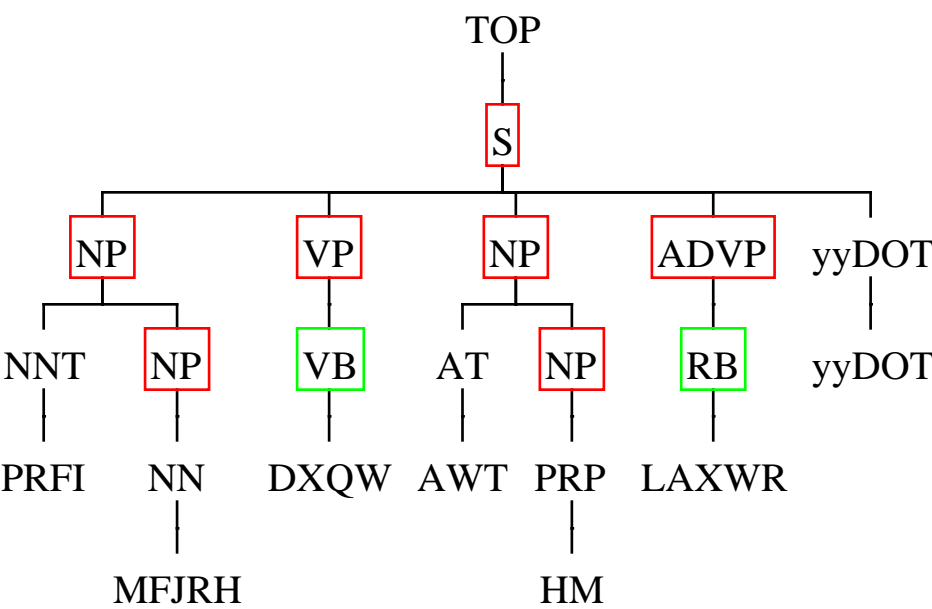 TOP
S
NP VP NP ADVP yyDOT
NNT NP VB AT NP RB yyDOT
PRFI NN DXQW AWT PRP LAXWR
MFJRH HM